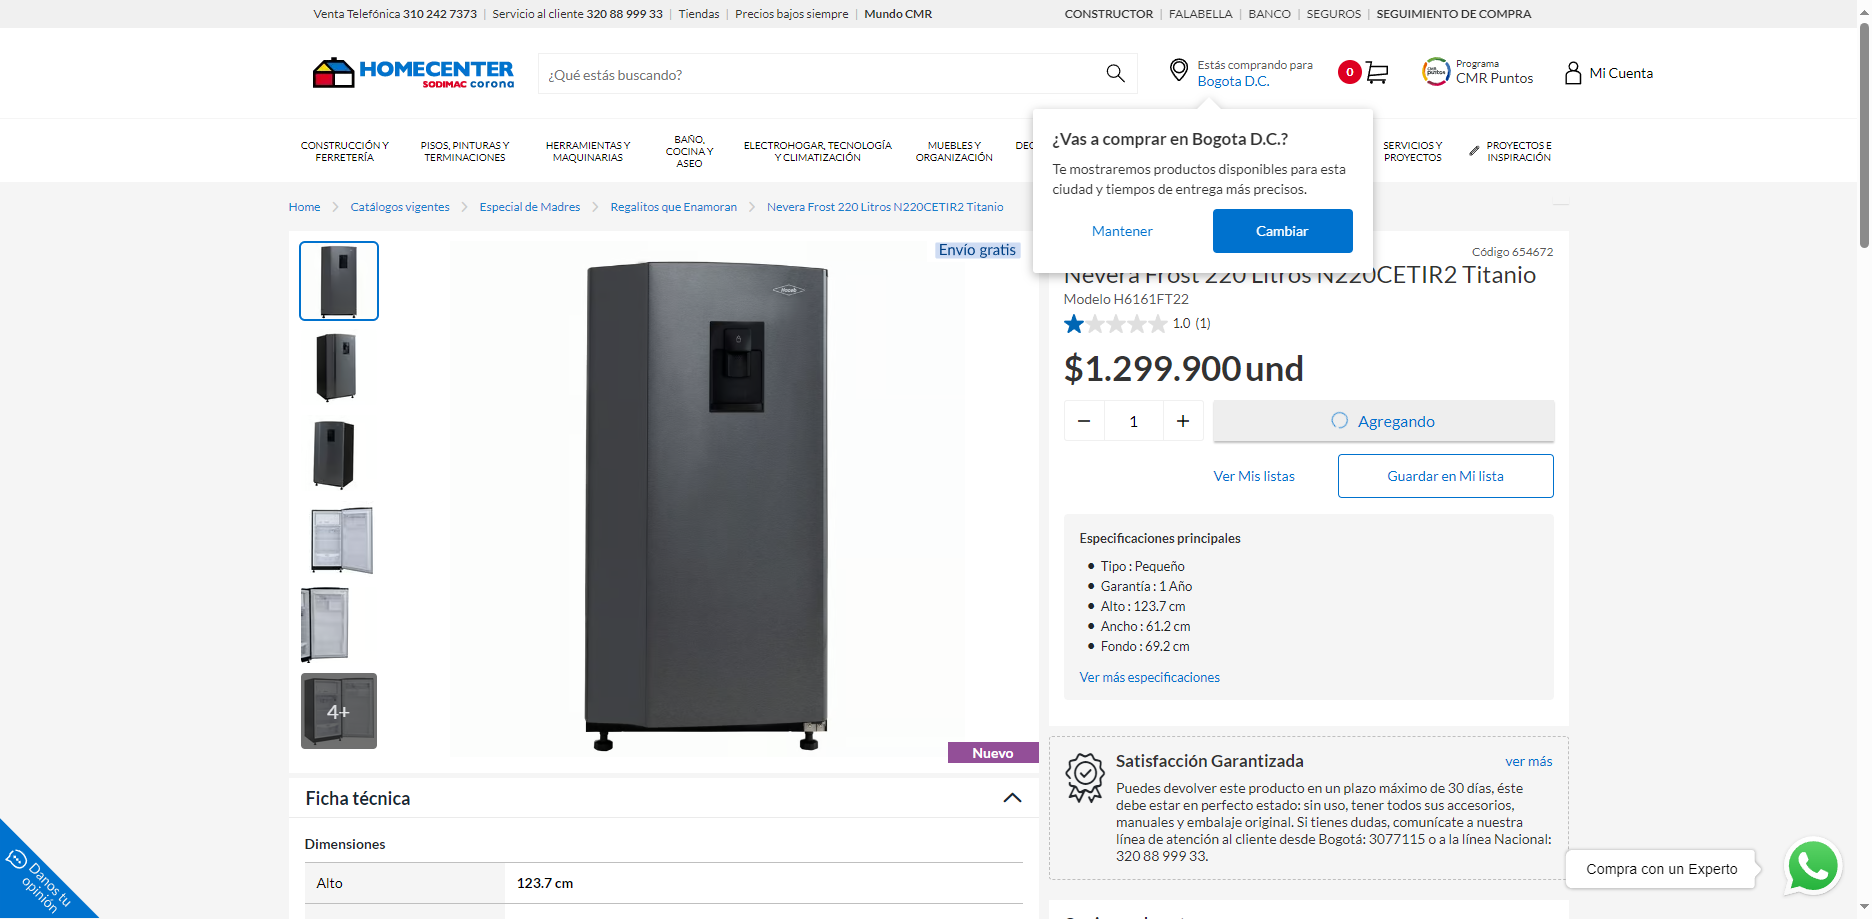 Venta Telefónica 310 242 7373 | Servicio al cliente 320 88 999 33 | Tiendas | Precios bajos siempre | Mundo CMR
CONSTRUCTOR | FALABELLA | BANCO | SEGUROS | SEGUIMIENTO DE COMPRA
HOMECENTER
SODIMAC corona
¿Qué estás buscando?
Estás comprando para
Bogota D.C.
0
CMR puntos
Programa
CMR Puntos
Mi Cuenta
CONSTRUCCIÓN Y
FERRETERÍA
PISOS, PINTURAS Y
TERMINACIONES
HERRAMIENTAS Y
MAQUINARIAS
BAÑO,
COCINA Y
ASEO
ELECTROHOGAR, TECNOLOGÍA
Y CLIMATIZACIÓN
MUEBLES Y
ORGANIZACIÓN
SERVICIOS Y
PROYECTOS
PROYECTOS E
INSPIRACIÓN
¿Vas a comprar en Bogota D.C.?
Te mostraremos productos disponibles para esta
ciudad y tiempos de entrega más precisos.
Mantener
Cambiar
Home > Catálogos vigentes > Especial de Madres > Regalitos que Enamoran > Nevera Frost 220 Litros N220CETIR2 Titanio
Envío gratis
Haceb
4+
Nuevo
Código 654672
Nevera Frost 220 Litros N220CETIR2 Titanio
Modelo H6161FT22
1.0 (1)
$1.299.900 und
− 1 +
Agregando
Ver Mis listas
Guardar en Mi lista
Especificaciones principales
• Tipo : Pequeño
• Garantía : 1 Año
• Alto : 123.7 cm
• Ancho : 61.2 cm
• Fondo : 69.2 cm
Ver más especificaciones
Satisfacción Garantizada
ver más
Puedes devolver este producto en un plazo máximo de 30 días, éste
debe estar en perfecto estado: sin uso, tener todos sus accesorios,
manuales y embalaje original. Si tienes dudas, comunícate a nuestra
línea de atención al cliente desde Bogotá: 3077115 o a la línea Nacional:
320 88 999 33.
Ficha técnica
Dimensiones
Alto 123.7 cm
Danos tu
opinión
Compra con un Experto